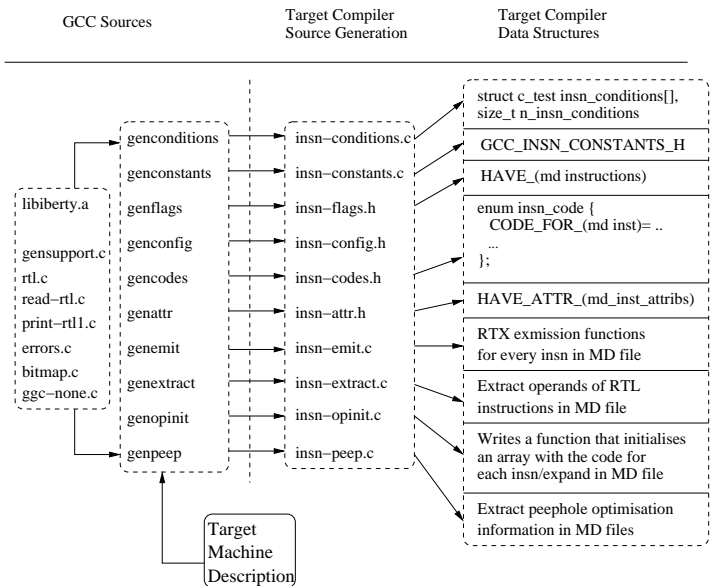 GCC Sources
Target Compiler
Source Generation
Target Compiler
Data Structures
libiberty.a
gensupport.c
rtl.c
read−rtl.c
print−rtl1.c
errors.c
bitmap.c
ggc−none.c
genconditions
genconstants
genflags
genconfig
gencodes
genattr
genemit
genextract
genopinit
genpeep
Target
Machine
Description
insn−conditions.c
insn−constants.c
insn−flags.h
insn−config.h
insn−codes.h
insn−attr.h
insn−emit.c
insn−extract.c
insn−opinit.c
insn−peep.c
struct c_test insn_conditions[],
size_t n_insn_conditions
GCC_INSN_CONSTANTS_H
HAVE_(md instructions)
enum insn_code {
CODE_FOR_(md inst)= ..
...
};
HAVE_ATTR_(md_inst_attribs)
RTX exmission functions
for every insn in MD file
Extract operands of RTL
instructions in MD file
Writes a function that initialises
an array with the code for
each insn/expand in MD file
Extract peephole optimisation
information in MD files